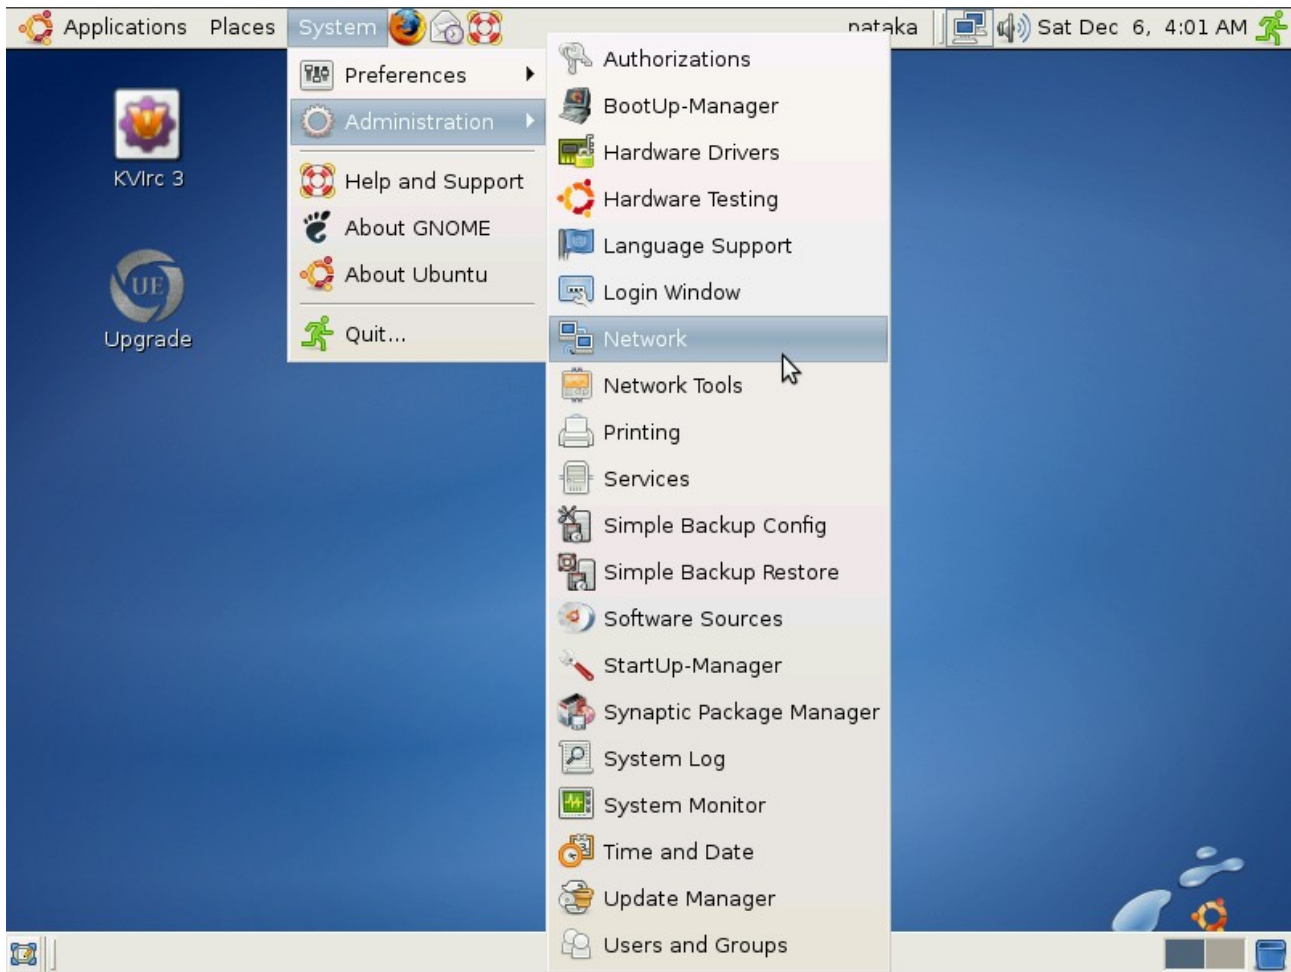 Applications Places System pataka Sat Dec 6, 4:01 AM
Preferences
Administration
Help and Support
About GNOME
About Ubuntu
Quit...
Authorizations
BootUp-Manager
Hardware Drivers
Hardware Testing
Language Support
Login Window
Network
Network Tools
Printing
Services
Simple Backup Config
Simple Backup Restore
Software Sources
StartUp-Manager
Synaptic Package Manager
System Log
System Monitor
Time and Date
Update Manager
Users and Groups
KVIrc 3
UE
Upgrade